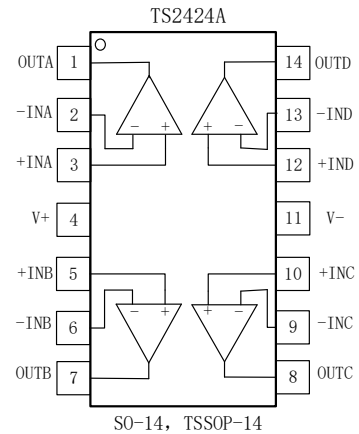 TS2424A
OUTA 1 14 OUTD
-INA 2 13 -IND
- + + -
+INA 3 12 +IND
V+ 4 11 V-
+INB 5 10 +INC
- + + -
-INB 6 9 -INC
OUTB 7 8 OUTC
SO-14, TSSOP-14